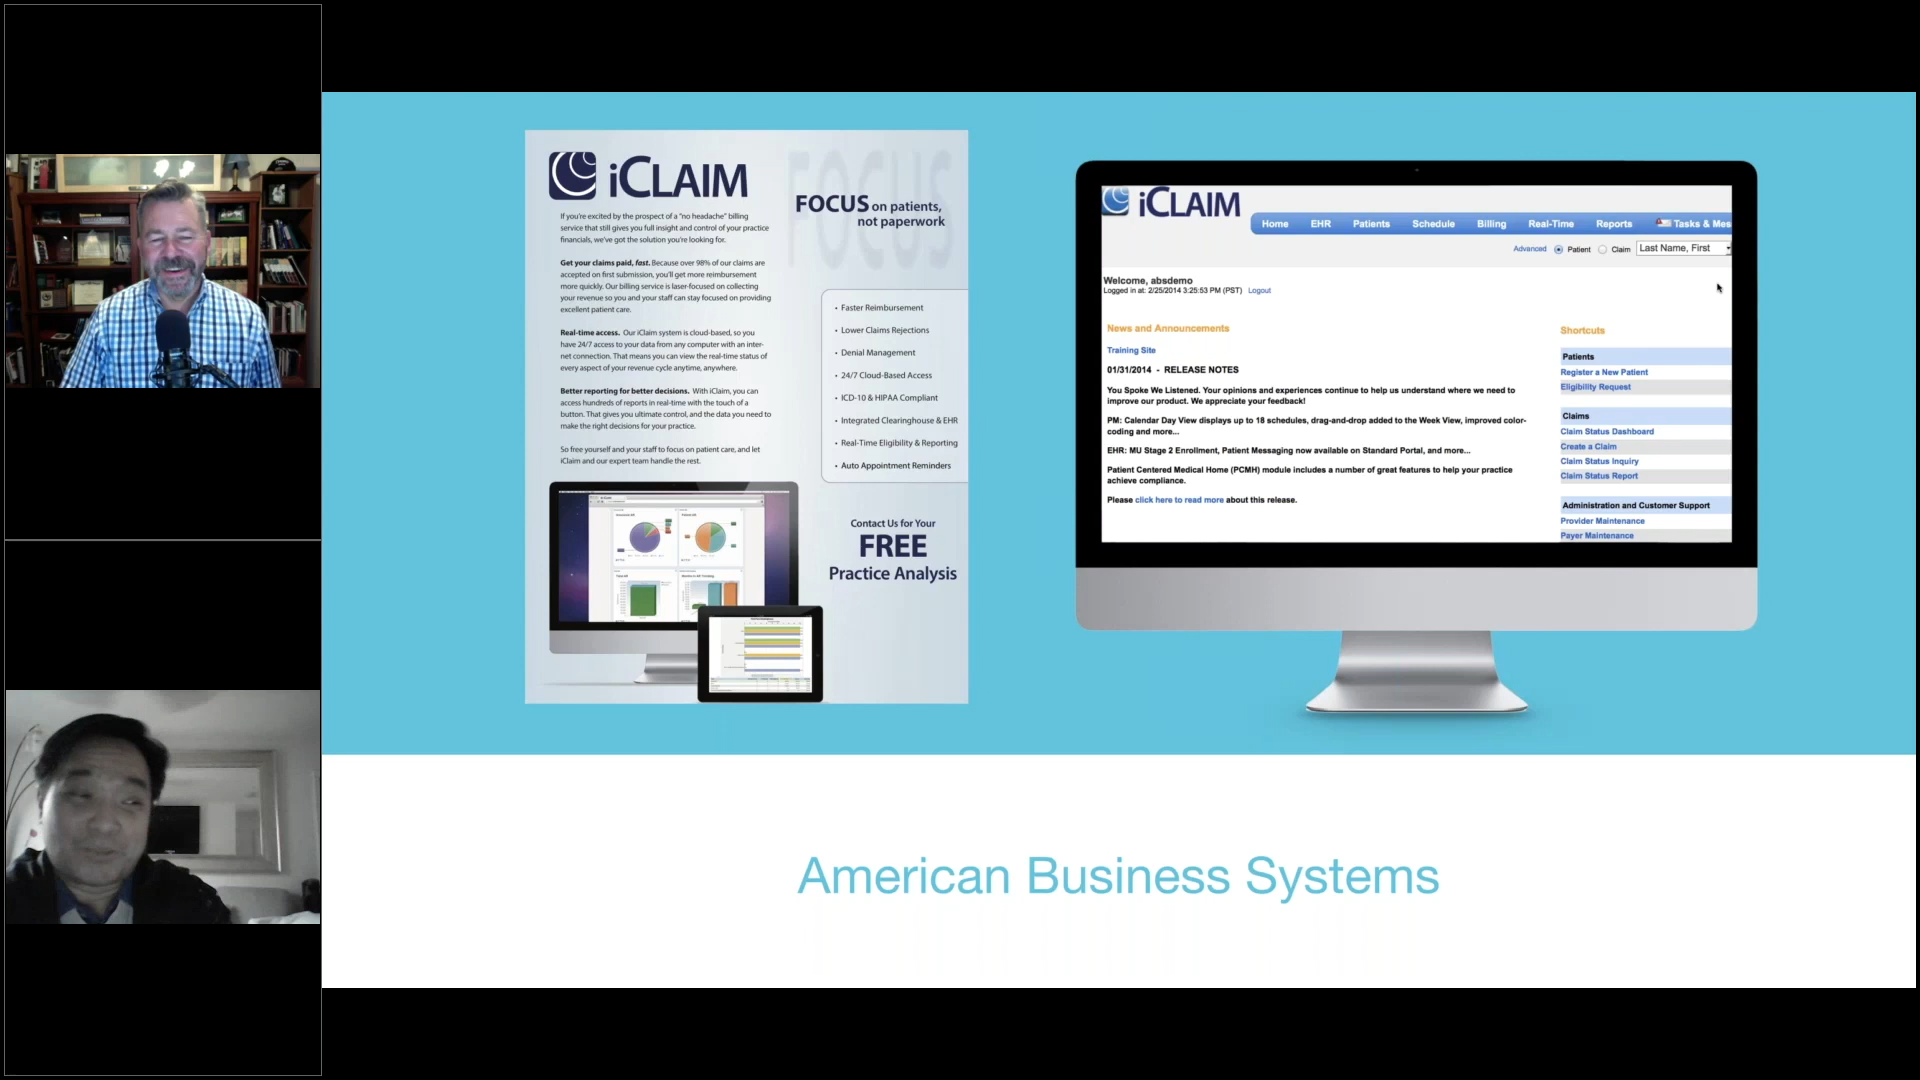 iCLAIM
If you're excited by the prospect of a "no headache" billing
service that still gives you full insight and control of your practice
financials, we've got the solution you're looking for.
Get your claims paid, fast. Because over 98% of our claims are
accepted on first submission, you'll get more reimbursement
more quickly. Our billing service is laser-focused on collecting
your revenue so you and your staff can stay focused on providing
excellent patient care.
Real-time access. Our iClaim system is cloud-based, so you
have 24/7 access to your data from any computer with an inter-
net connection. That means you can view the real-time status of
every aspect of your revenue cycle anytime, anywhere.
Better reporting for better decisions. With iClaim, you can
access hundreds of reports in real-time with the touch of a
button. That gives you ultimate control, and the data you need to
make the right decisions for your practice.
So free yourself and your staff to focus on patient care, and let
iClaim and our expert team handle the rest.
FOCUS
FOCUS on patients,
not paperwork
• Faster Reimbursement
• Lower Claims Rejections
• Denial Management
• 24/7 Cloud-Based Access
• ICD-10 & HIPAA Compliant
• Integrated Clearinghouse & EHR
• Real-Time Eligibility & Reporting
• Auto Appointment Reminders
Contact Us for Your
FREE
Practice Analysis
iCLAIM
Home EHR Patients Schedule Billing Real-Time Reports Tasks & Mes
Advanced Patient Claim Last Name, First
Welcome, absdemo
Logged in at: 2/25/2014 3:25:53 PM (PST) Logout
News and Announcements
Training Site
01/31/2014 - RELEASE NOTES
You Spoke We Listened. Your opinions and experiences continue to help us understand where we need to
improve our product. We appreciate your feedback!
PM: Calendar Day View displays up to 18 schedules, drag-and-drop added to the Week View, improved color-
coding and more...
EHR: MU Stage 2 Enrollment, Patient Messaging now available on Standard Portal, and more...
Patient Centered Medical Home (PCMH) module includes a number of great features to help your practice
achieve compliance.
Please click here to read more about this release.
Shortcuts
Patients
Register a New Patient
Eligibility Request
Claims
Claim Status Dashboard
Create a Claim
Claim Status Inquiry
Claim Status Report
Administration and Customer Support
Provider Maintenance
Payer Maintenance
American Business Systems